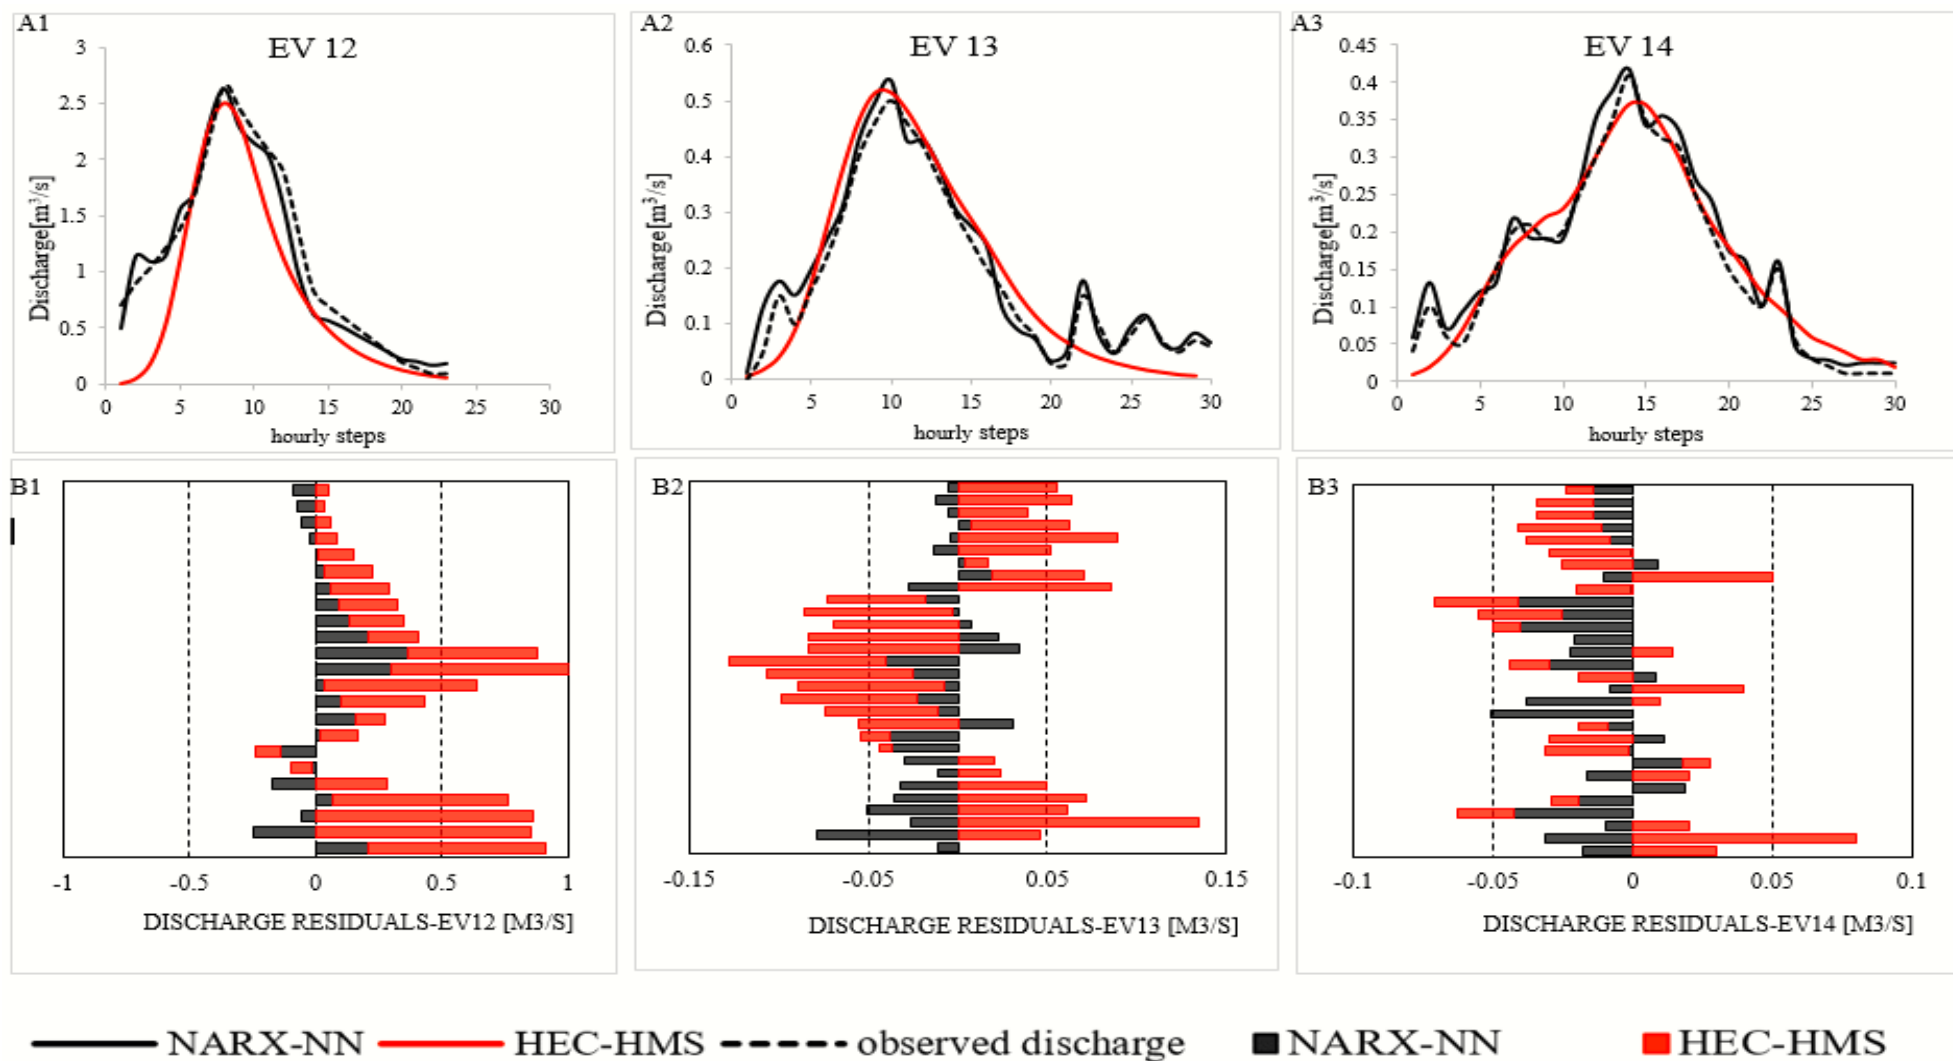 A1
EV 12
3
2.5
2
1.5
1
0.5
0
Discharge[m³/s]
0 5 10 15 20 25 30
hourly steps
A2
EV 13
0.6
0.5
0.4
0.3
0.2
0.1
0
Discharge[m³/s]
0 5 10 15 20 25 30
hourly steps
A3
EV 14
0.45
0.4
0.35
0.3
0.25
0.2
0.15
0.1
0.05
0
Discharge[m³/s]
0 5 10 15 20 25 30
hourly steps
B1
-1 -0.5 0 0.5 1
DISCHARGE RESIDUALS-EV12 [M3/S]
B2
-0.15 -0.05 0.05 0.15
DISCHARGE RESIDUALS-EV13 [M3/S]
B3
-0.1 -0.05 0 0.05 0.1
DISCHARGE RESIDUALS-EV14 [M3/S]
NARX-NN HEC-HMS observed discharge NARX-NN HEC-HMS